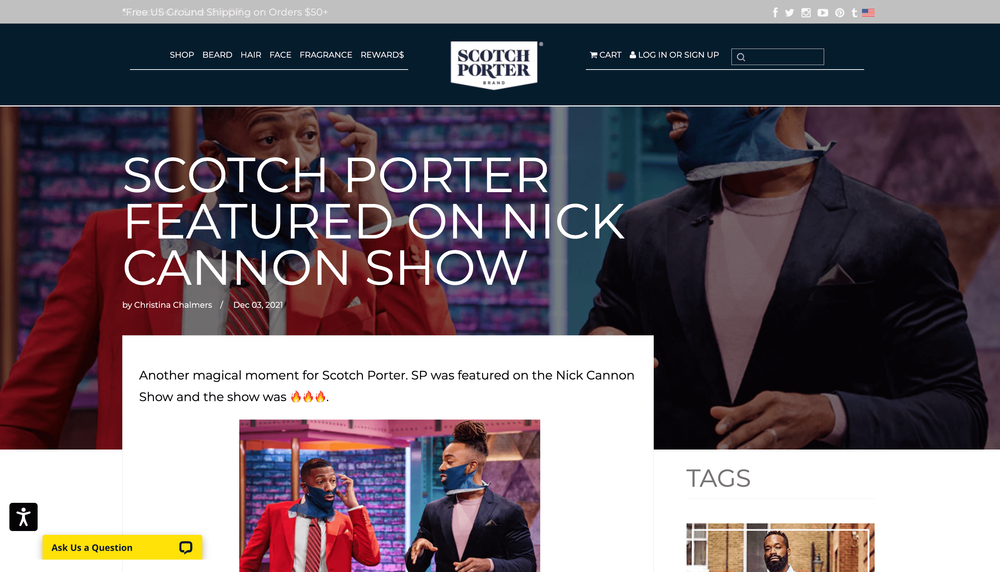 *Free US Ground Shipping on Orders $50+
SHOP BEARD HAIR FACE FRAGRANCE REWARD$
SCOTCH
PORTER
BRAND
CART LOG IN OR SIGN UP
SCOTCH PORTER
FEATURED ON NICK
CANNON SHOW
by Christina Chalmers / Dec 03, 2021
Another magical moment for Scotch Porter. SP was featured on the Nick Cannon
Show and the show was 🔥🔥🔥.
TAGS
Ask Us a Question